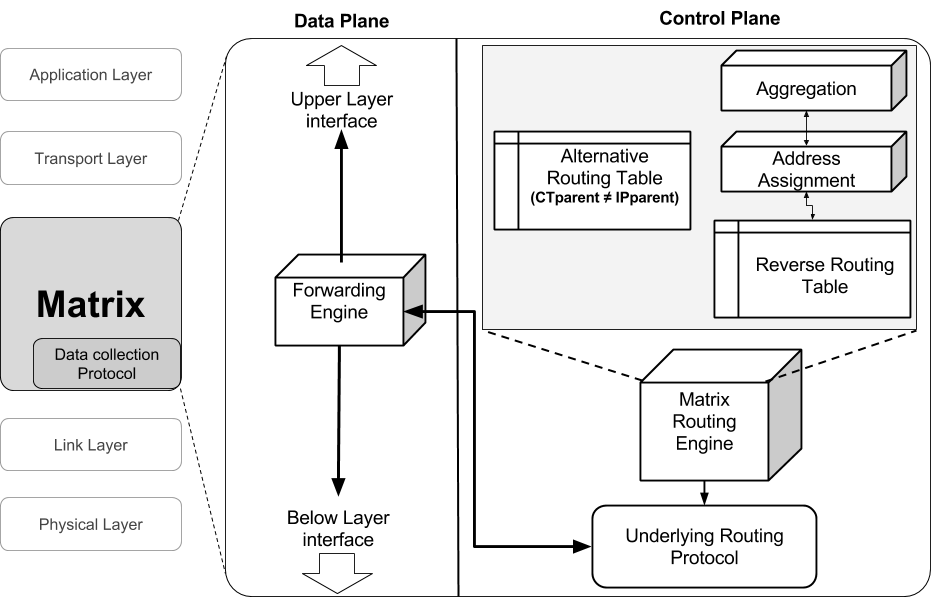 Data Plane
Control Plane
Application Layer
Transport Layer
Matrix
Data collection
Protocol
Link Layer
Physical Layer
Upper Layer
interface
Forwarding
Engine
Below Layer
interface
Aggregation
Alternative
Routing Table
(CTparent ≠ IPparent)
Address
Assignment
Reverse Routing
Table
Matrix
Routing
Engine
Underlying Routing
Protocol